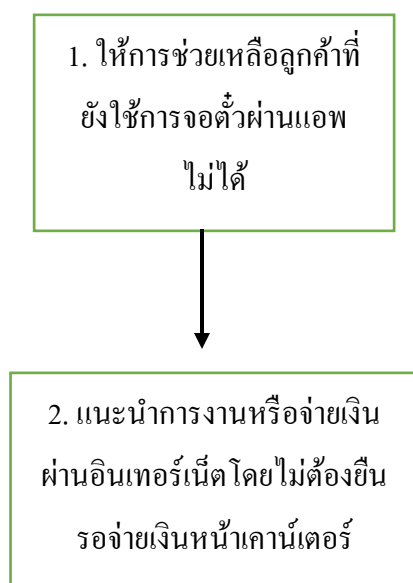 1. ให้การช่วยเหลือลูกค้าที่
ยังใช้การจอตั๋วผ่านแอพ
ไม่ได้
2. แนะนำการงานหรือจ่ายเงิน
ผ่านอินเทอร์เน็ตโดยไม่ต้องยืน
รอจ่ายเงินหน้าเคาน์เตอร์